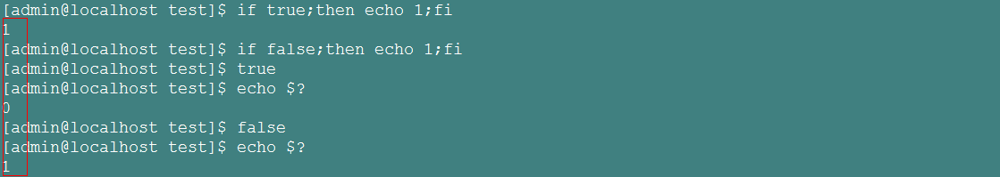 [admin@localhost test]$ if true;then echo 1;fi
1
[admin@localhost test]$ if false;then echo 1;fi
[admin@localhost test]$ true
[admin@localhost test]$ echo $?
0
[admin@localhost test]$ false
[admin@localhost test]$ echo $?
1